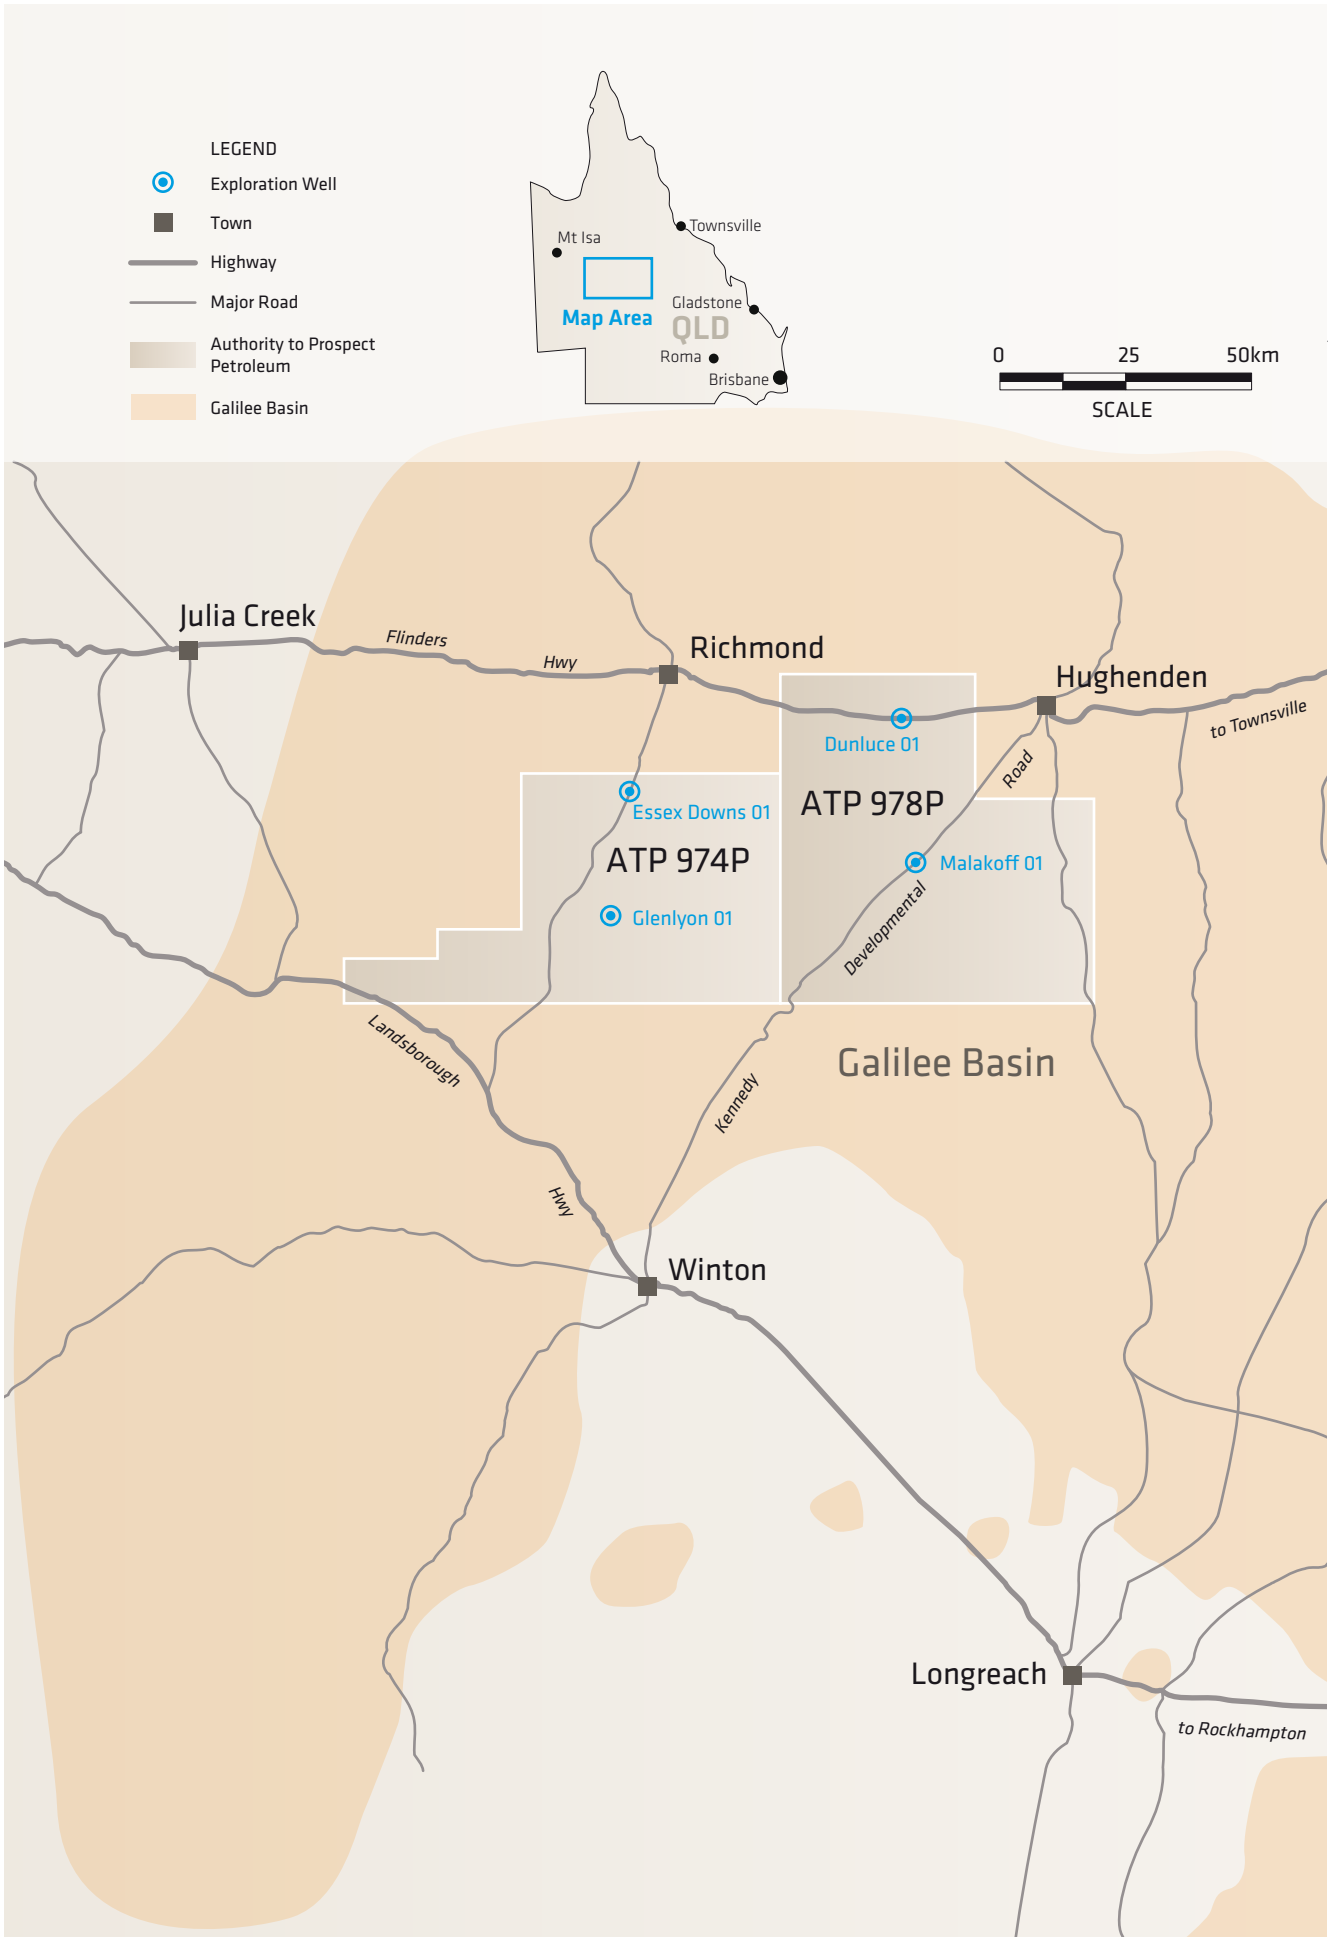 LEGEND
Exploration Well
Town
Highway
Major Road
Authority to Prospect
Petroleum
Galilee Basin
Townsville
Mt Isa
Gladstone
Map Area
QLD
Roma
Brisbane
0 25 50km
SCALE
Julia Creek
Flinders
Hwy
Richmond
Hughenden
to Townsville
Dunluce 01
Road
ATP 978P
Essex Downs 01
ATP 974P
Malakoff 01
Glenlyon 01
Developmental
Landsborough
Galilee Basin
Kennedy
Hwy
Winton
Longreach
to Rockhampton